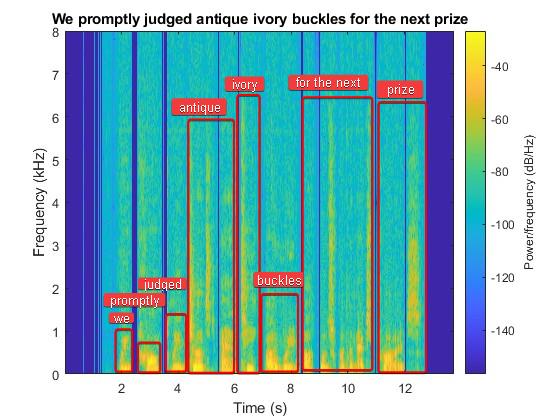 We promptly judged antique ivory buckles for the next prize
8
7
6
5
4
3
2
1
0
Frequency (kHz)
we
promptly
judged
antique
ivory
buckles
for the next
prize
2 4 6 8 10 12
Time (s)
-40
-60
-80
-100
-120
-140
Power/frequency (dB/Hz)